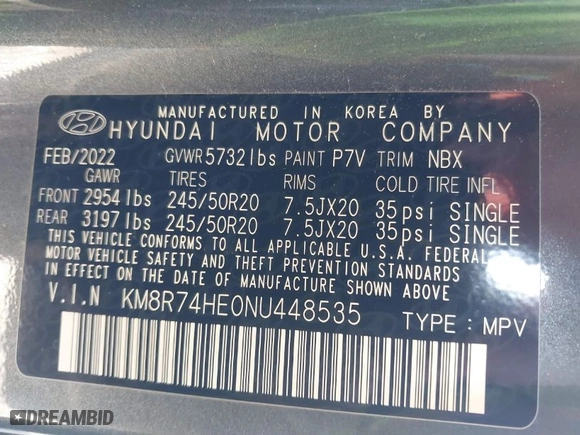 MANUFACTURED IN KOREA BY
HYUNDAI MOTOR COMPANY
FEB/2022 GVWR 5732 lbs PAINT P7V TRIM NBX
GAWR TIRES RIMS COLD TIRE INFL
FRONT 2954 lbs 245/50R20 7.5JX20 35psi SINGLE
REAR 3197 lbs 245/50R20 7.5JX20 35psi SINGLE
THIS VEHICLE CONFORMS TO ALL APPLICABLE U.S.A. FEDERAL
MOTOR VEHICLE SAFETY AND THEFT PREVENTION STANDARDS
IN EFFECT ON THE DATE OF MANUFACTURE SHOWN ABOVE.
V.I.N KM8R74HE0NU448535 TYPE : MPV
DREAMBID